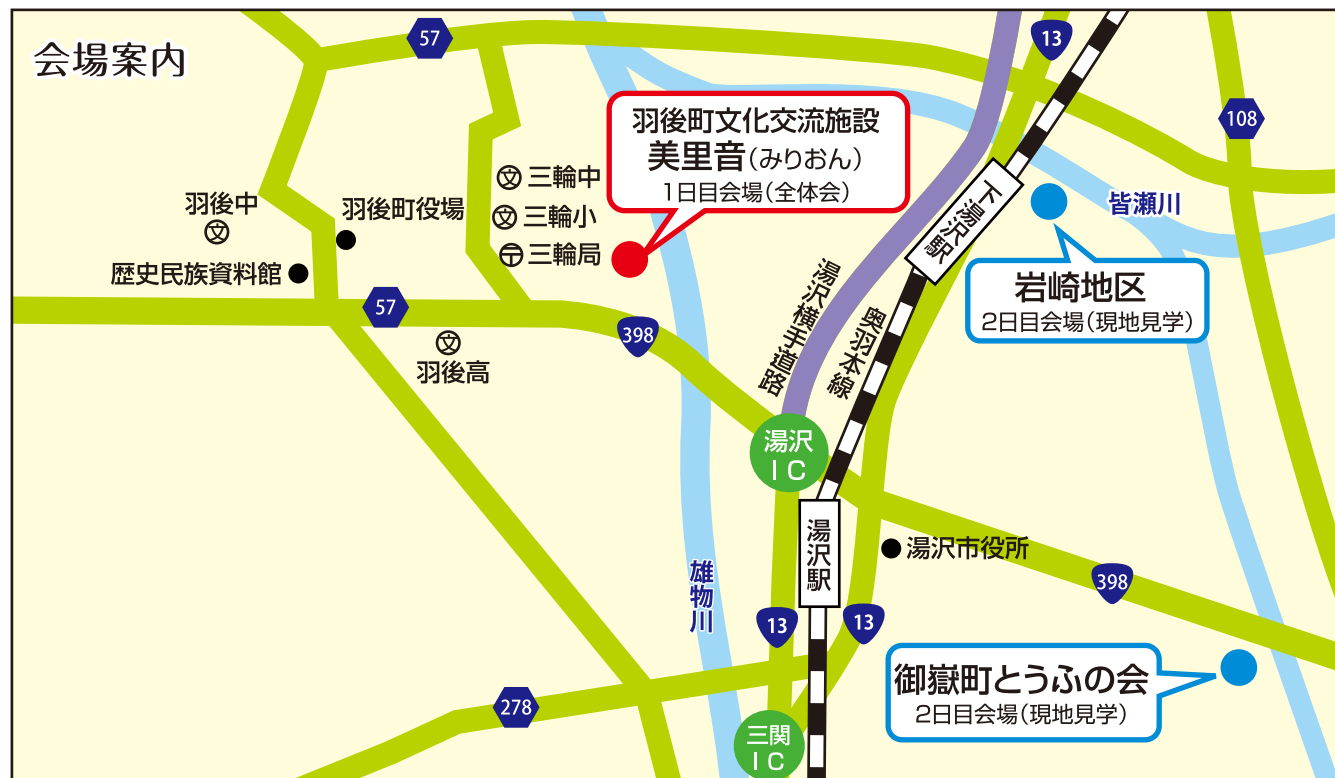 会場案内
57
13
108
羽後町文化交流施設
美里音(みりおん)
1日目会場(全体会)
三輪中
三輪小
三輪局
羽後中
羽後町役場
歴史民族資料館
下湯沢駅
皆瀬川
岩崎地区
2日目会場(現地見学)
57
398
羽後高
湯沢横手道路
奥羽本線
湯沢
IC
湯沢駅
湯沢市役所
雄物川
398
13
13
御嶽町とうふの会
2日目会場(現地見学)
278
三関
IC